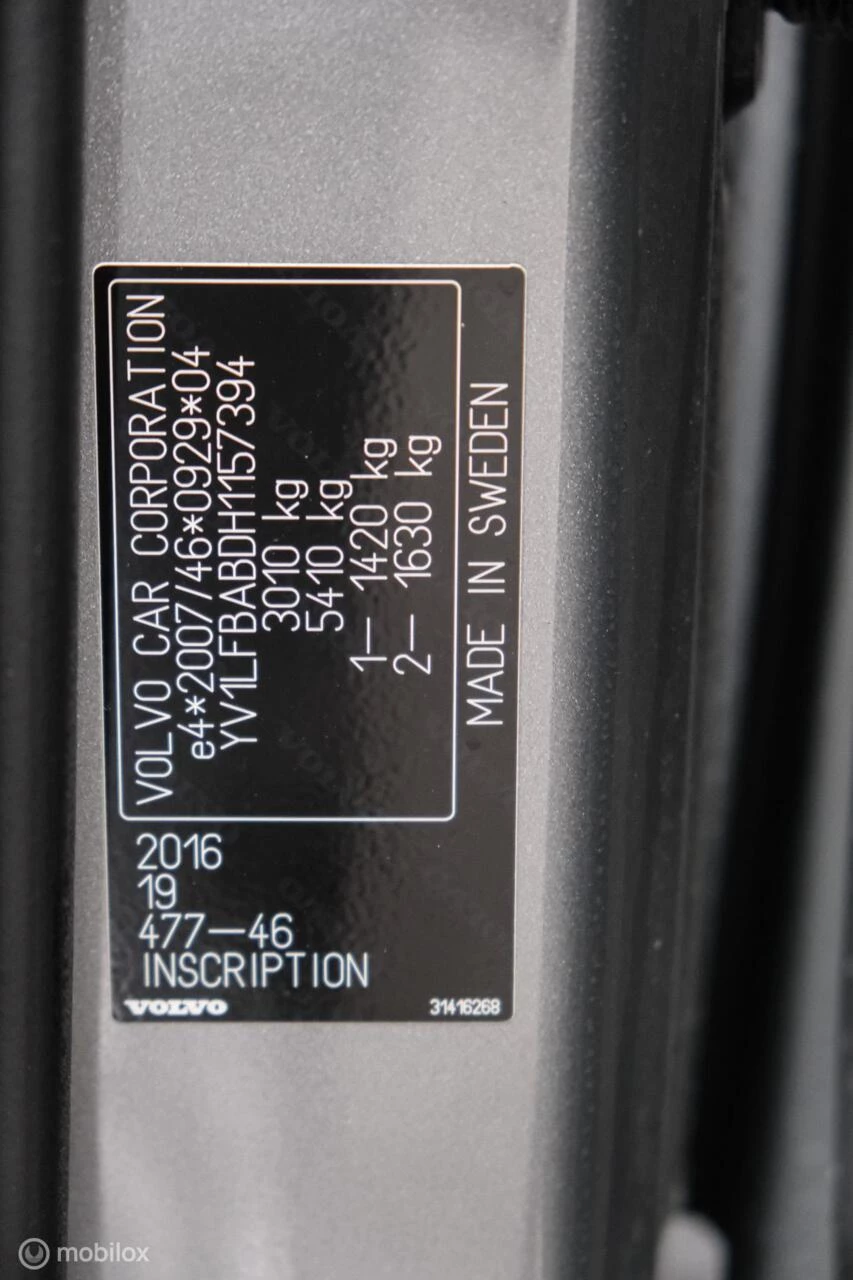 VOLVO CAR CORPORATION
e4*2007/46*0929*04
YV1LFBABDH1157394
3010 kg
5410 kg
1— 1420 kg
2— 1630 kg
MADE IN SWEDEN
2016
19
477—46
INSCRIPTION
VOLVO 31416268
mobilox